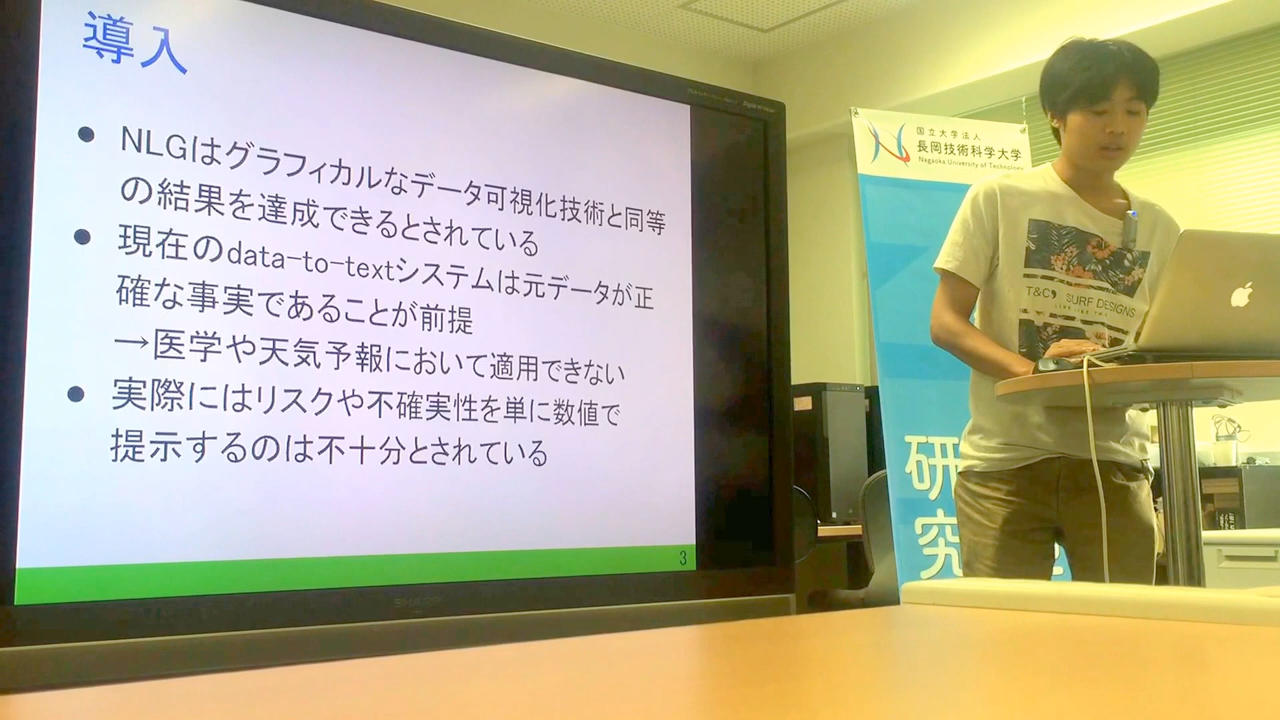 導入
● NLGはグラフィカルなデータ可視化技術と同等
の結果を達成できるとされている
● 現在のdata-to-textシステムは元データが正
確な事実であることが前提
→医学や天気予報において適用できない
● 実際にはリスクや不確実性を単に数値で
提示するのは不十分とされている
3
SHARP
国立大学法人
長岡技術科学大学
Nagaoka University of Technology
研
究
T&C SURF DESIGNS